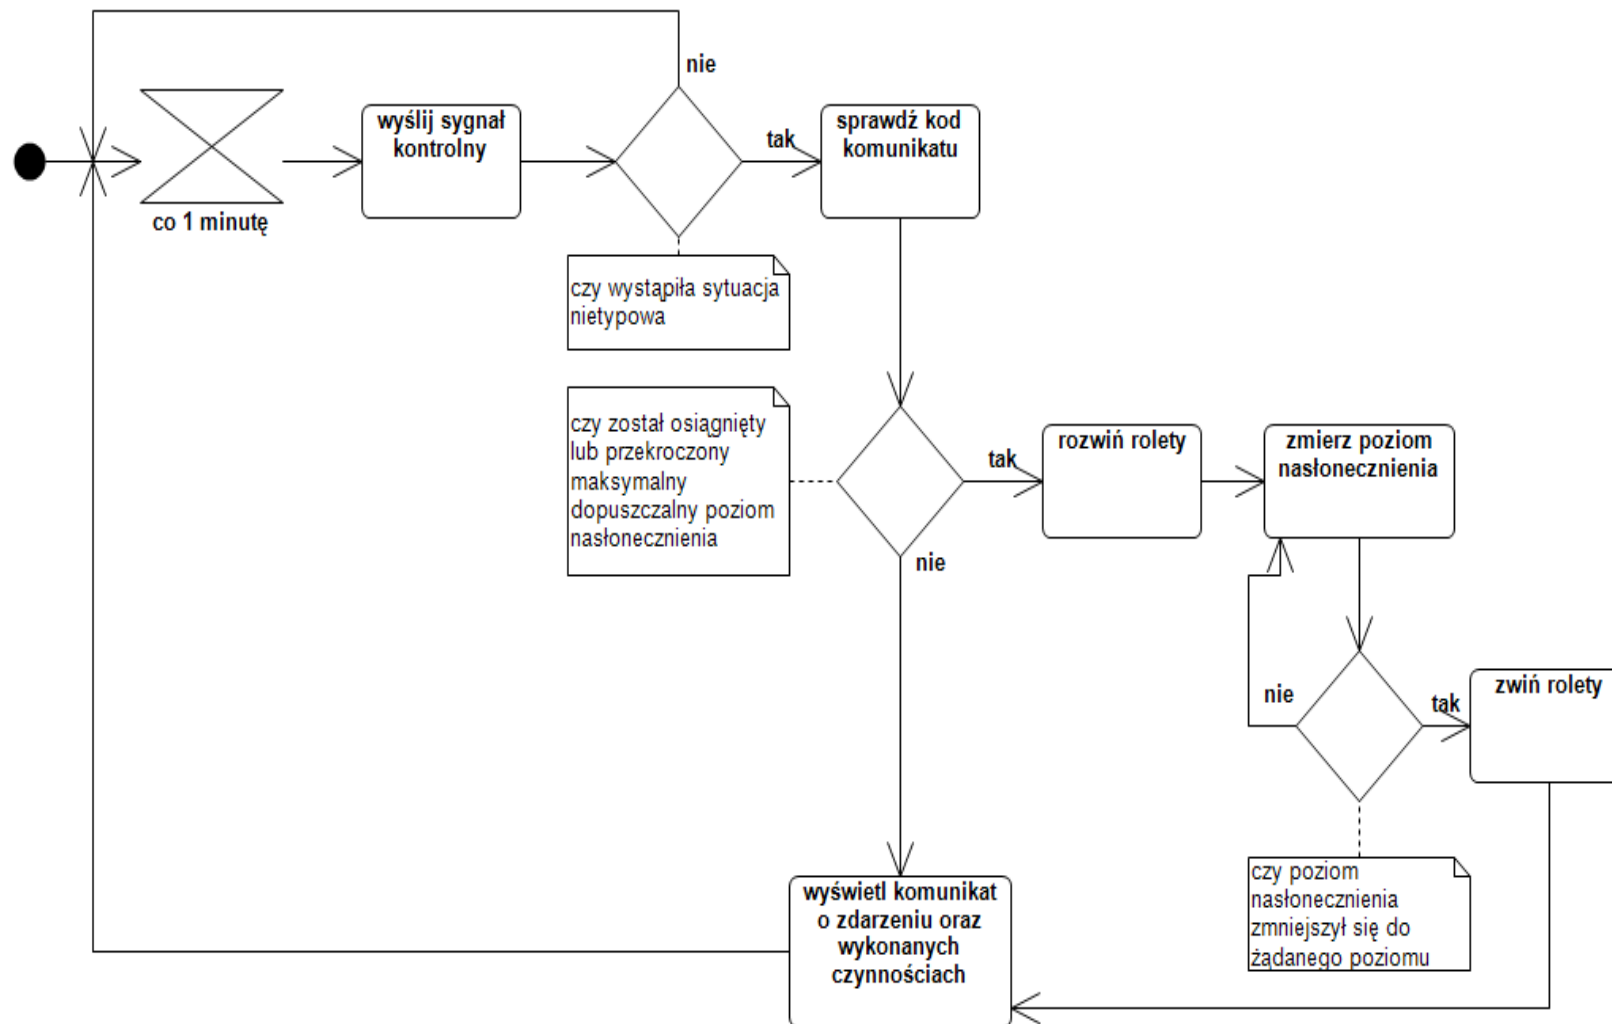 nie
wyślij sygnał
kontrolny
tak
sprawdź kod
komunikatu
co 1 minutę
czy wystąpiła sytuacja
nietypowa
czy został osiągnięty
lub przekroczony
maksymalny
dopuszczalny poziom
nasłonecznienia
tak
rozwiń rolety
zmierz poziom
nasłonecznienia
nie
nie
tak
zwiń rolety
wyświetl komunikat
o zdarzeniu oraz
wykonanych
czynnościach
czy poziom
nasłonecznienia
zmniejszył się do
żądanego poziomu